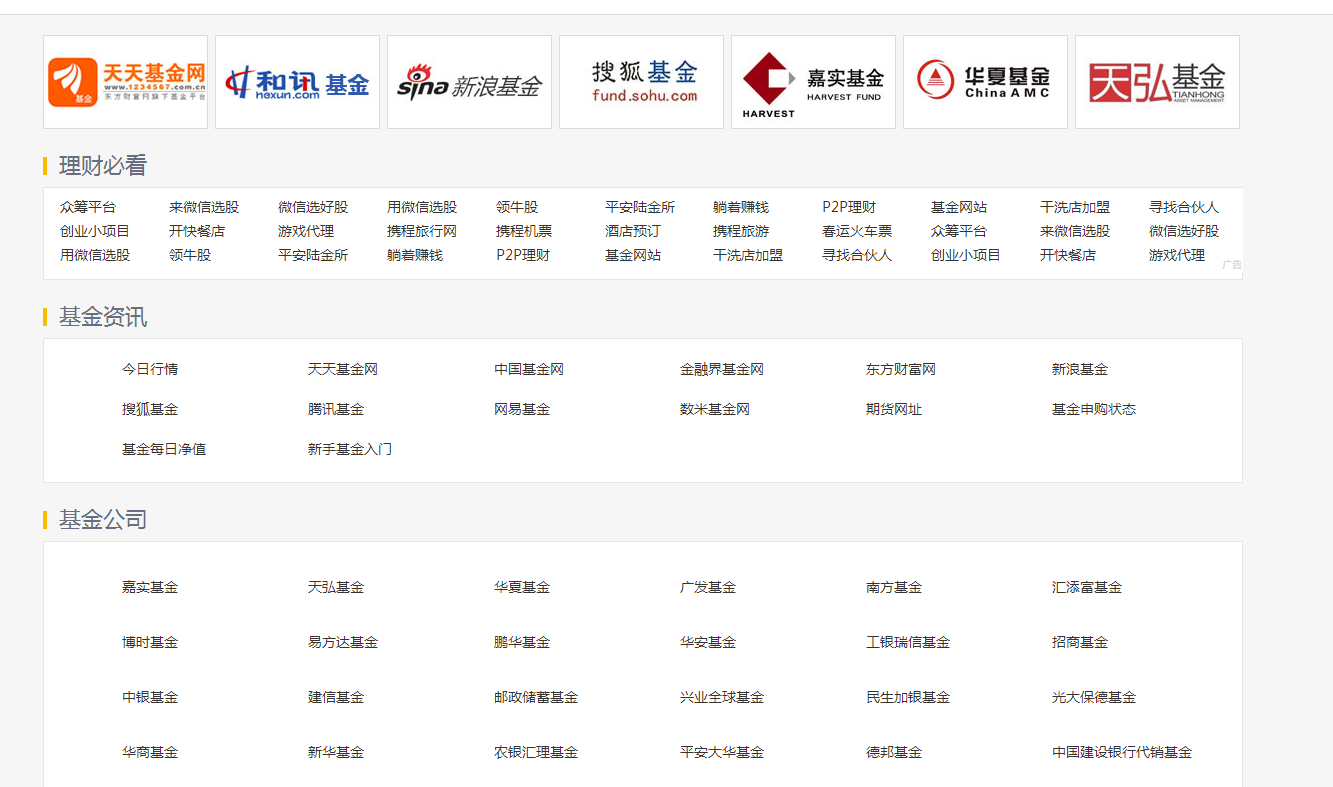 天天基金网 www.1234567.com.cn 东方财富网旗下基金平台 基金
和讯 hexun.com 基金
sina 新浪基金
搜狐基金 fund.sohu.com
HARVEST 嘉实基金 HARVEST FUND
华夏基金 ChinaAMC
天弘基金 TIANHONG ASSET MANAGEMENT
理财必看
众筹平台 来微信选股 微信选好股 用微信选股 领牛股 平安陆金所 躺着赚钱 P2P理财 基金网站 干洗店加盟 寻找合伙人
创业小项目 开快餐店 游戏代理 携程旅行网 携程机票 酒店预订 携程旅游 春运火车票 众筹平台 来微信选股 微信选好股
用微信选股 领牛股 平安陆金所 躺着赚钱 P2P理财 基金网站 干洗店加盟 寻找合伙人 创业小项目 开快餐店 游戏代理
广告
基金资讯
今日行情 天天基金网 中国基金网 金融界基金网 东方财富网 新浪基金
搜狐基金 腾讯基金 网易基金 数米基金网 期货网址 基金申购状态
基金每日净值 新手基金入门
基金公司
嘉实基金 天弘基金 华夏基金 广发基金 南方基金 汇添富基金
博时基金 易方达基金 鹏华基金 华安基金 工银瑞信基金 招商基金
中银基金 建信基金 邮政储蓄基金 兴业全球基金 民生加银基金 光大保德基金
华商基金 新华基金 农银汇理基金 平安大华基金 德邦基金 中国建设银行代销基金